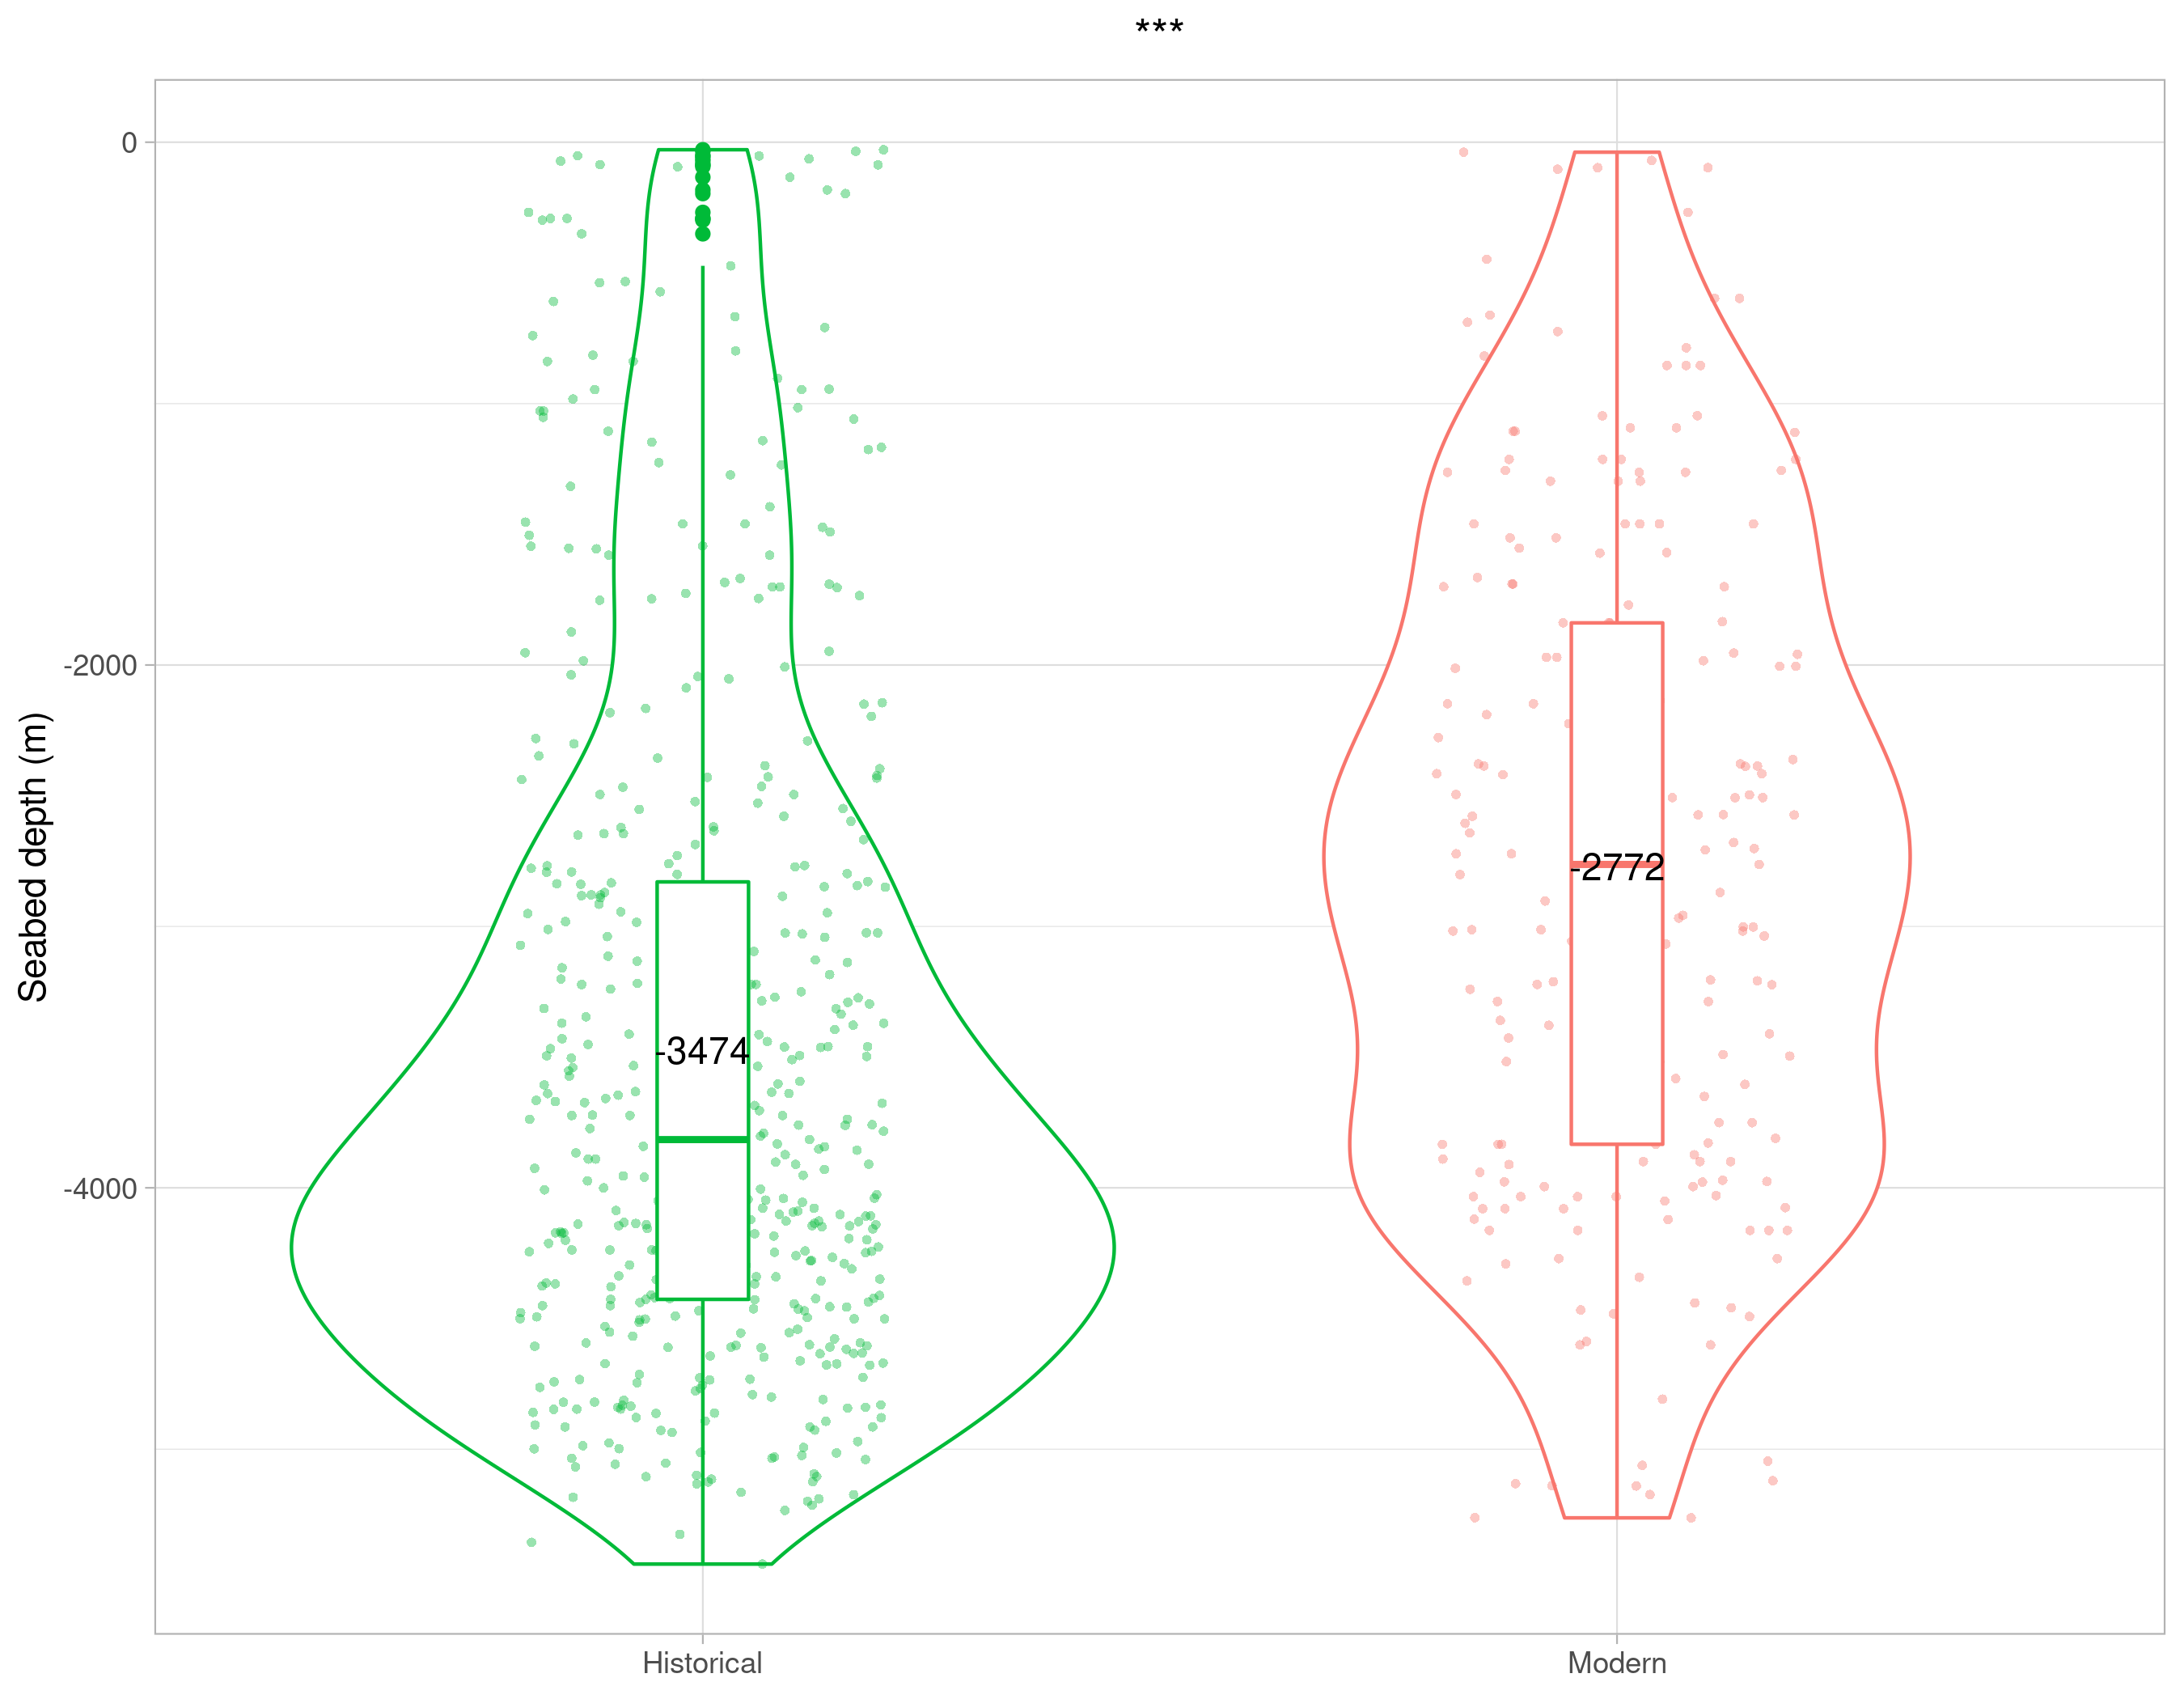 ***
0
-2000
-4000
Seabed depth (m)
-3474
-2772
Historical
Modern